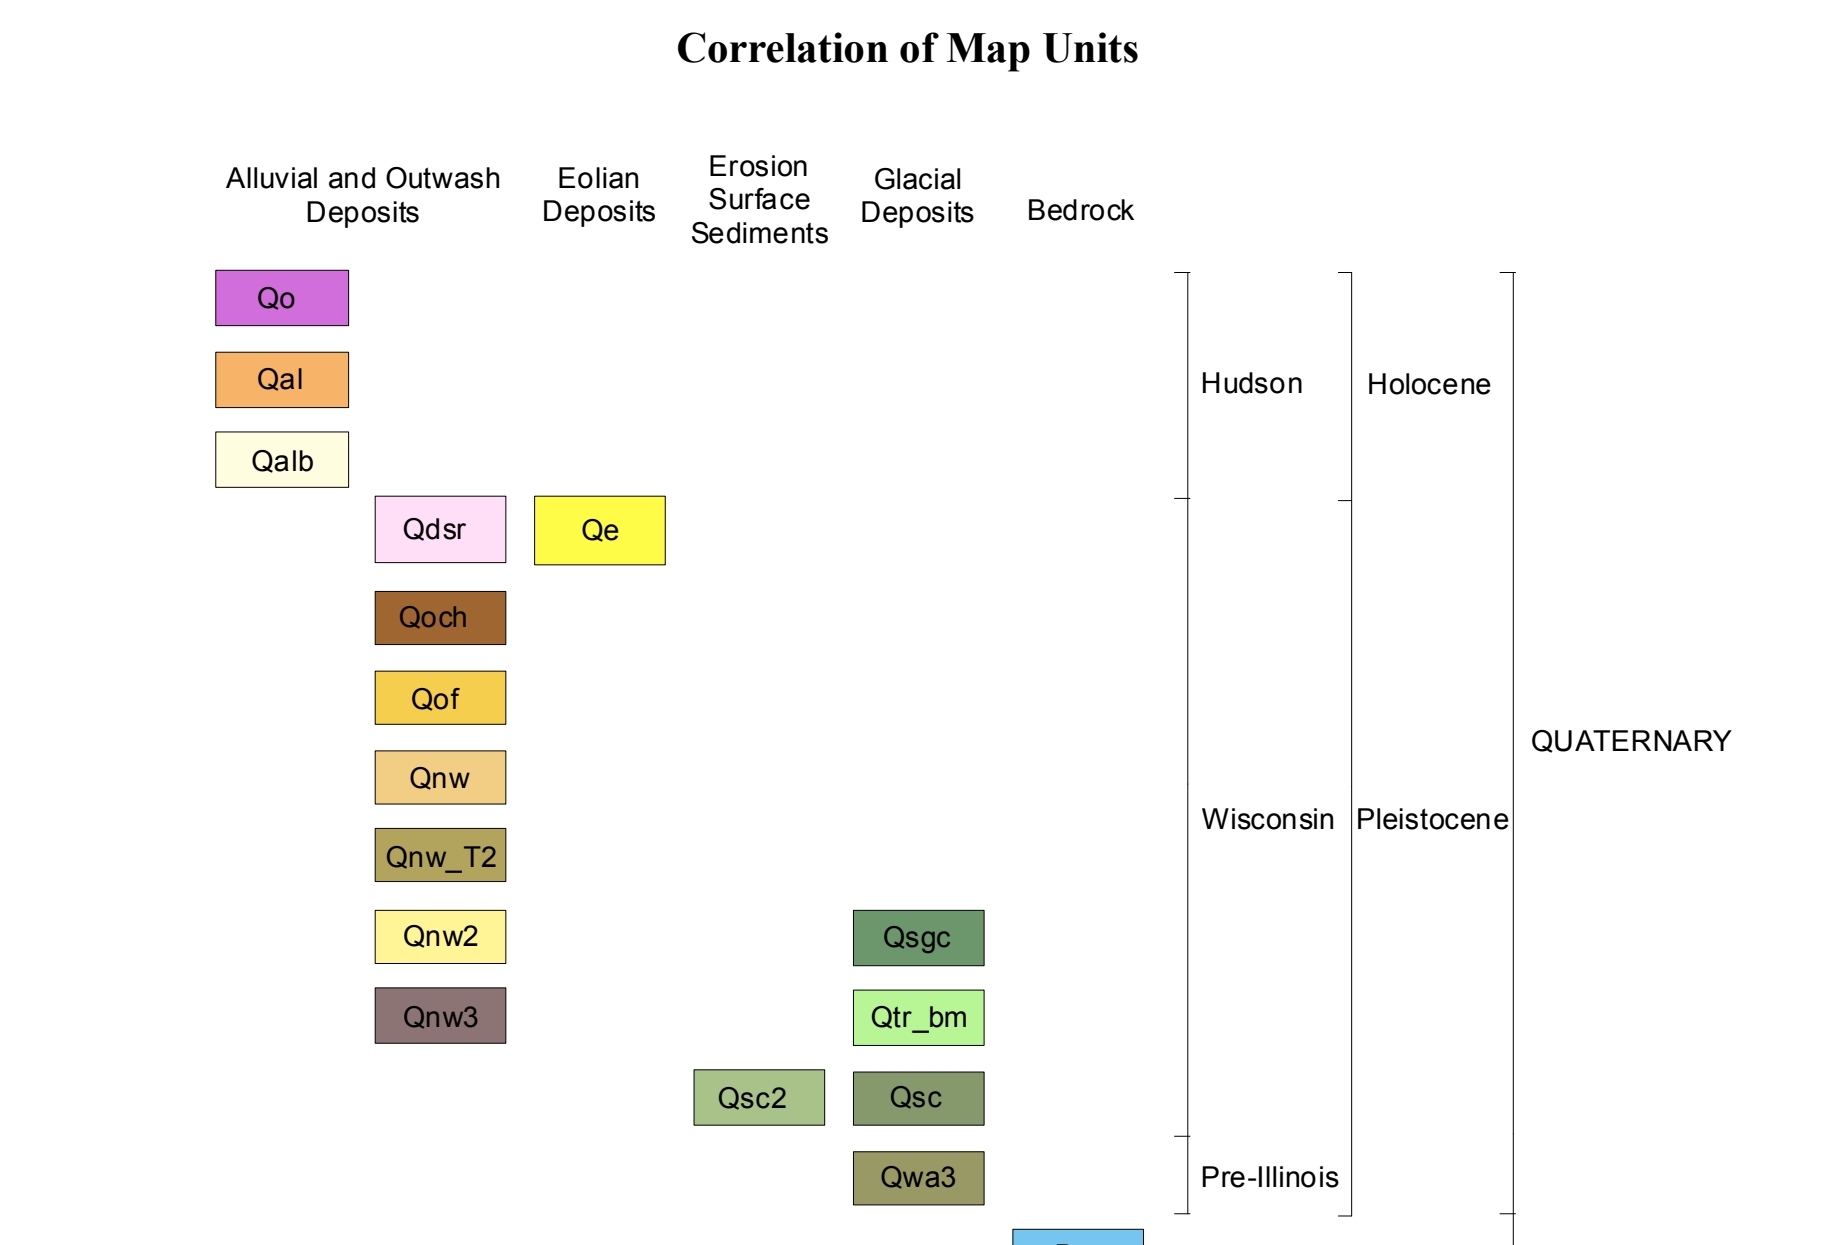 Correlation of Map Units
Alluvial and Outwash
Deposits
Eolian
Deposits
Erosion
Surface
Sediments
Glacial
Deposits
Bedrock
Qo
Qal
Hudson
Holocene
Qalb
Qdsr
Qe
Qoch
Qof
QUATERNARY
Qnw
Wisconsin
Pleistocene
Qnw_T2
Qnw2
Qsgc
Qnw3
Qtr_bm
Qsc2
Qsc
Qwa3
Pre-Illinois